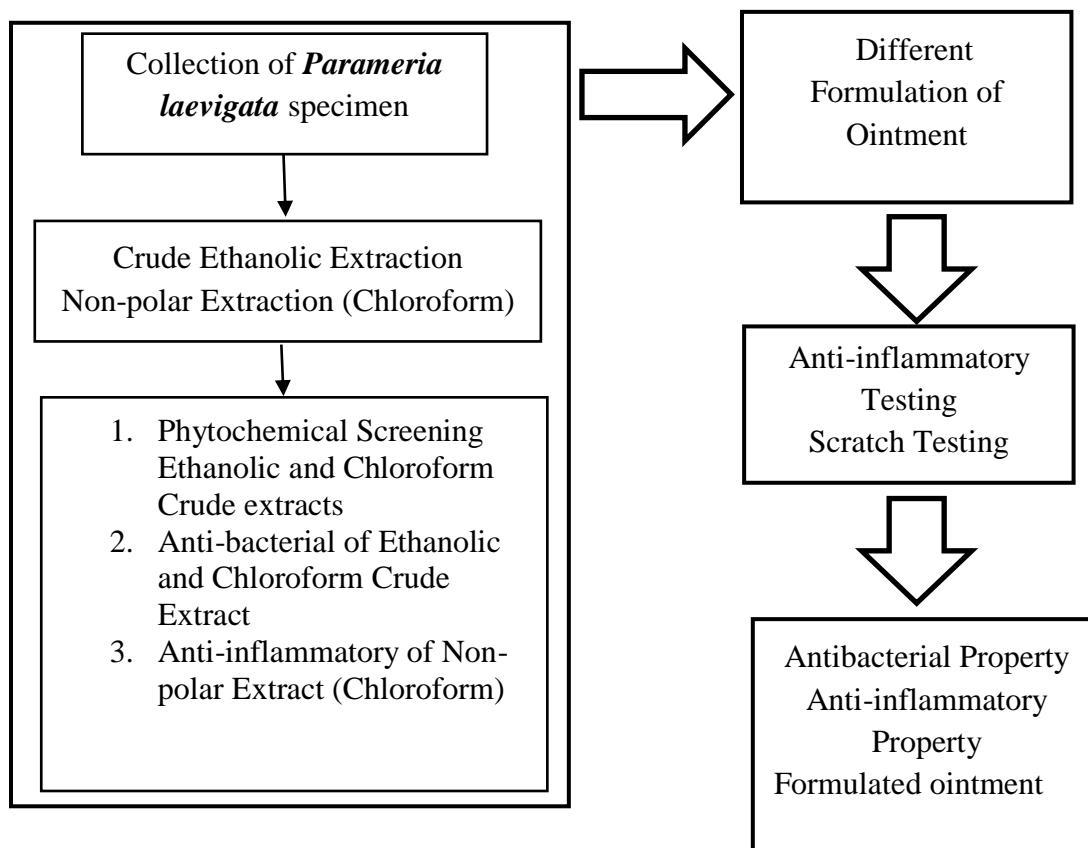 Collection of Parameria
laevigata specimen
Crude Ethanolic Extraction
Non-polar Extraction (Chloroform)
1. Phytochemical Screening
Ethanolic and Chloroform
Crude extracts
2. Anti-bacterial of Ethanolic
and Chloroform Crude
Extract
3. Anti-inflammatory of Non-
polar Extract (Chloroform)
Different
Formulation of
Ointment
Anti-inflammatory
Testing
Scratch Testing
Antibacterial Property
Anti-inflammatory
Property
Formulated ointment